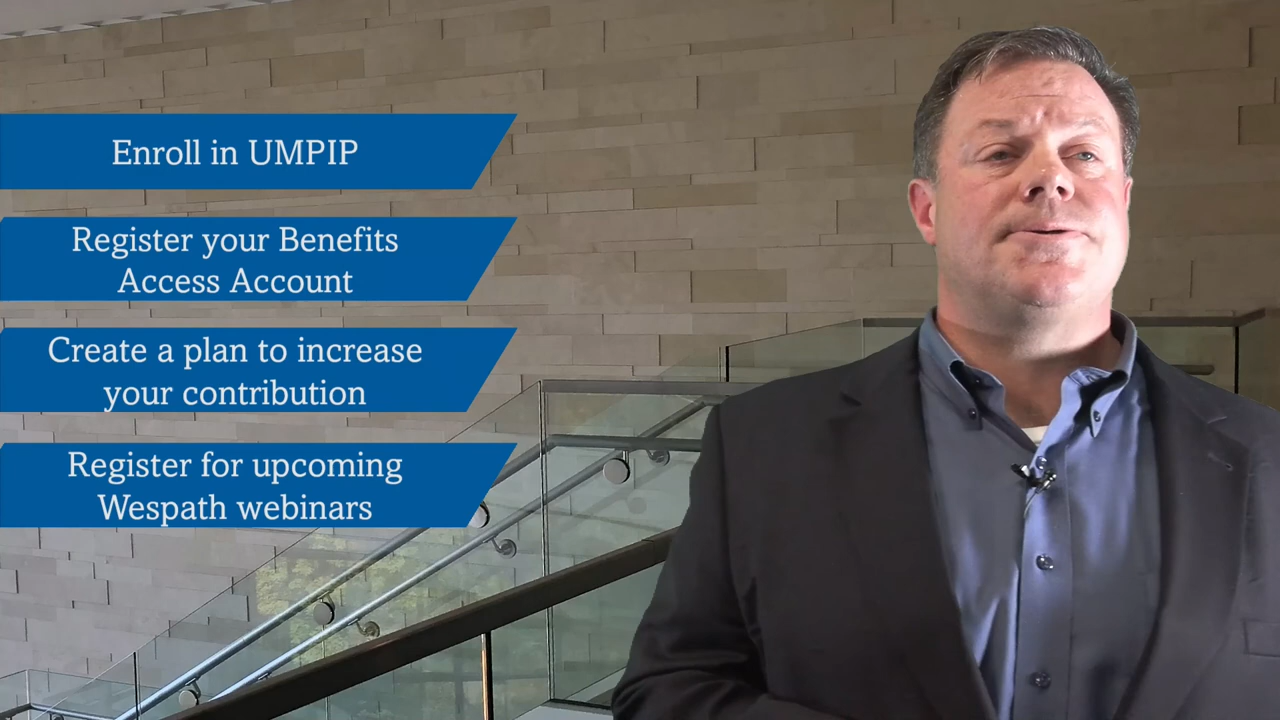 Enroll in UMPIP
Register your Benefits
Access Account
Create a plan to increase
your contribution
Register for upcoming
Wespath webinars